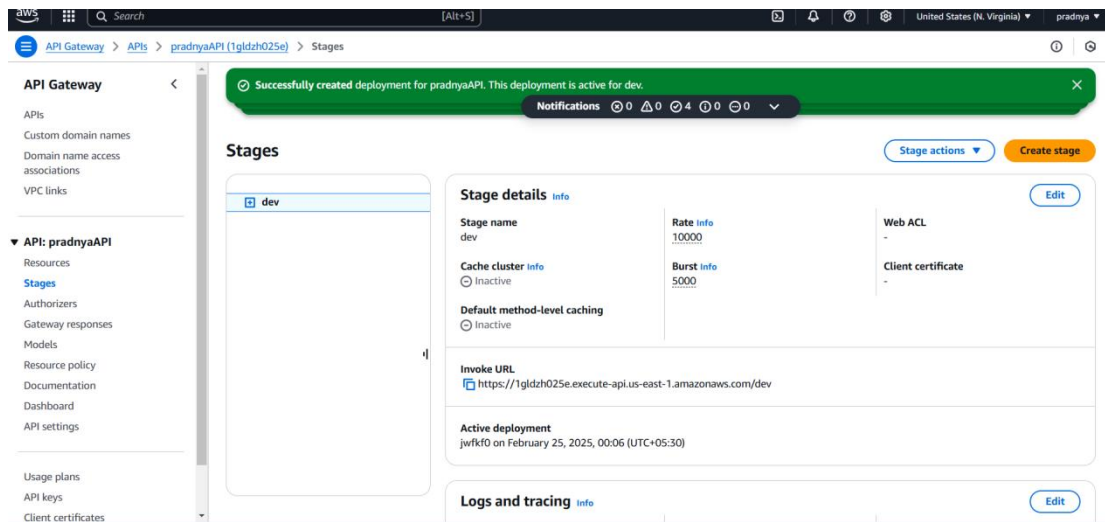 aws
Search
[Alt+S]
United States (N. Virginia)
pradnya
API Gateway > APIs > pradnyaAPI (1gldzh025e) > Stages
API Gateway
APIs
Custom domain names
Domain name access
associations
VPC links
API: pradnyaAPI
Resources
Stages
Authorizers
Gateway responses
Models
Resource policy
Documentation
Dashboard
API settings
Usage plans
API keys
Client certificates
Successfully created deployment for pradnyaAPI. This deployment is active for dev.
Notifications 0 0 4 0 0
Stages
Stage actions
Create stage
dev
Stage details Info
Edit
Stage name
dev
Rate Info
10000
Web ACL
-
Cache cluster Info
Inactive
Burst Info
5000
Client certificate
-
Default method-level caching
Inactive
Invoke URL
https://1gldzh025e.execute-api.us-east-1.amazonaws.com/dev
Active deployment
jwfkf0 on February 25, 2025, 00:06 (UTC+05:30)
Logs and tracing Info
Edit